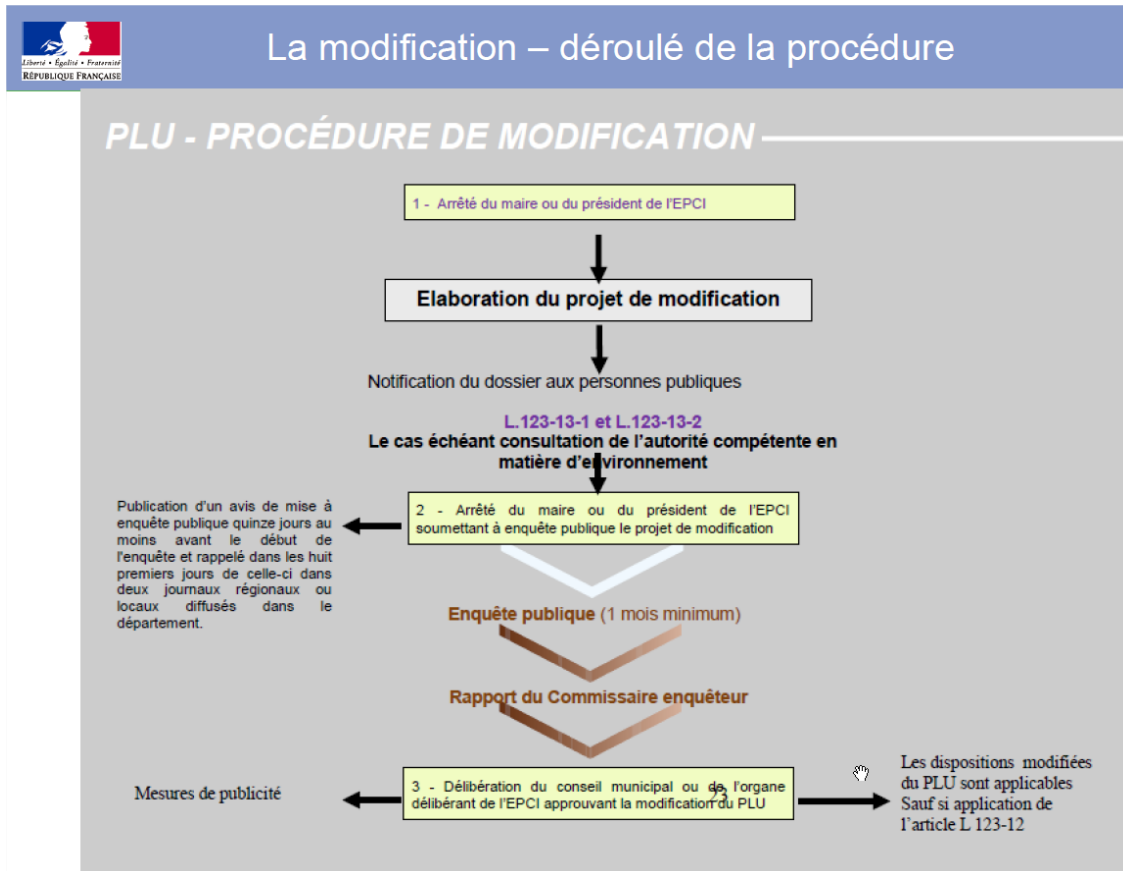 La modification – déroulé de la procédure
Liberté • Égalité • Fraternité
RÉPUBLIQUE FRANÇAISE
PLU - PROCÉDURE DE MODIFICATION
1 - Arrêté du maire ou du président de l'EPCI
Elaboration du projet de modification
Notification du dossier aux personnes publiques
L.123-13-1 et L.123-13-2
Le cas échéant consultation de l'autorité compétente en
matière d'environnement
2 - Arrêté du maire ou du président de l'EPCI
soumettant à enquête publique le projet de modification
Publication d'un avis de mise à
enquête publique quinze jours au
moins avant le début de
l'enquête et rappelé dans les huit
premiers jours de celle-ci dans
deux journaux régionaux ou
locaux diffusés dans le
département.
Enquête publique (1 mois minimum)
Rapport du Commissaire enquêteur
3 - Délibération du conseil municipal ou de l'organe
délibérant de l'EPCI approuvant la modification du PLU
23
Mesures de publicité
Les dispositions modifiées
du PLU sont applicables
Sauf si application de
l'article L 123-12